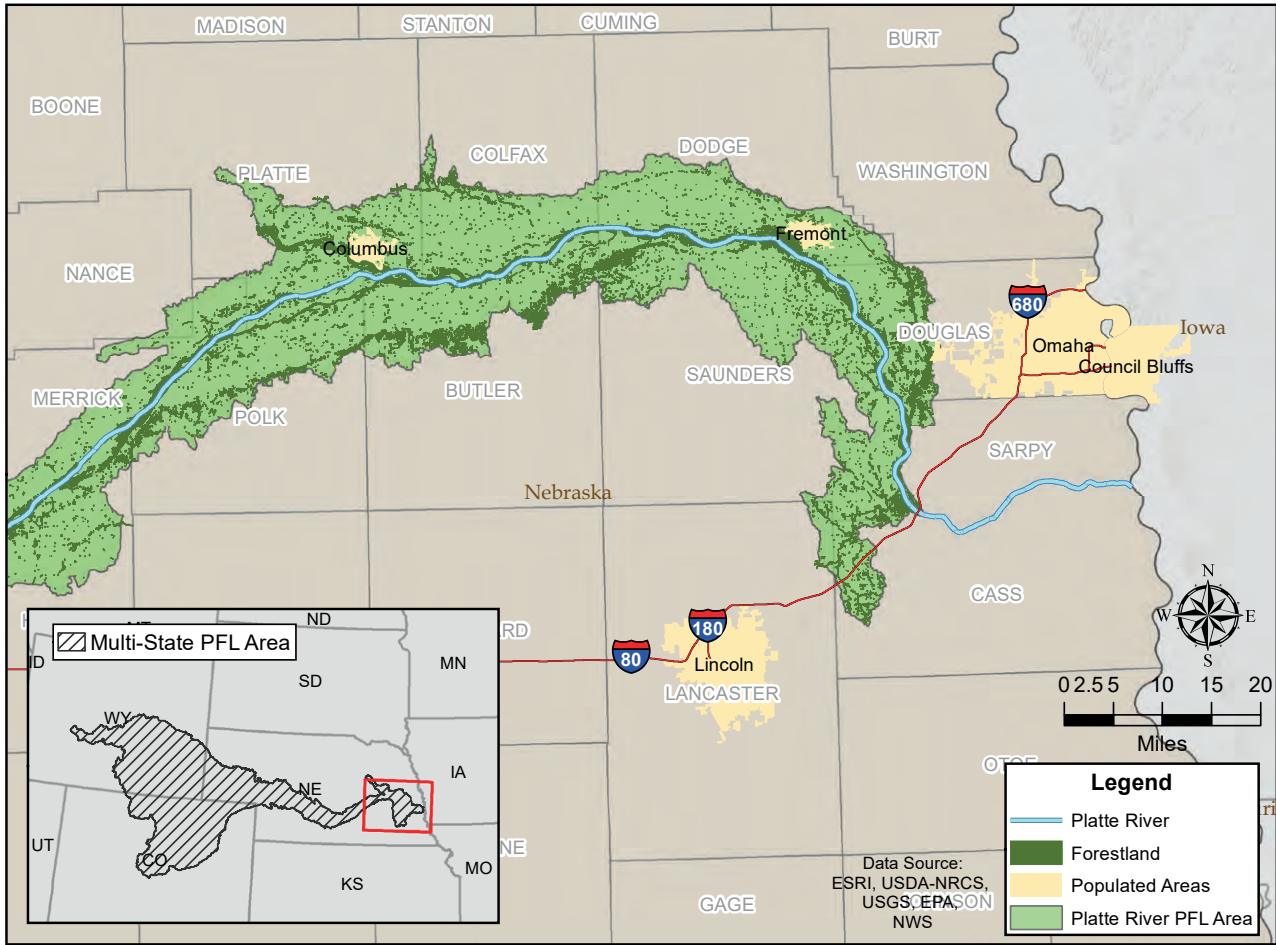 MADISON
STANTON
CUMING
BURT
BOONE
COLFAX
DODGE
PLATTE
WASHINGTON
Columbus
Fremont
NANCE
680
DOUGLAS
Iowa
Omaha
Council Bluffs
SAUNDERS
MERRICK
BUTLER
POLK
SARPY
Nebraska
CASS
N
W
E
S
180
80
ARD
Lincoln
LANCASTER
0 2.5 5 10 15 20
Miles
Multi-State PFL Area
ND
ID
MN
SD
WY
IA
NE
UT
CO
MO
KS
NE
GAGE
Data Source:
ESRI, USDA-NRCS,
USGS, EPA,
NWS
Legend
Platte River
Forestland
Populated Areas
Platte River PFL Area